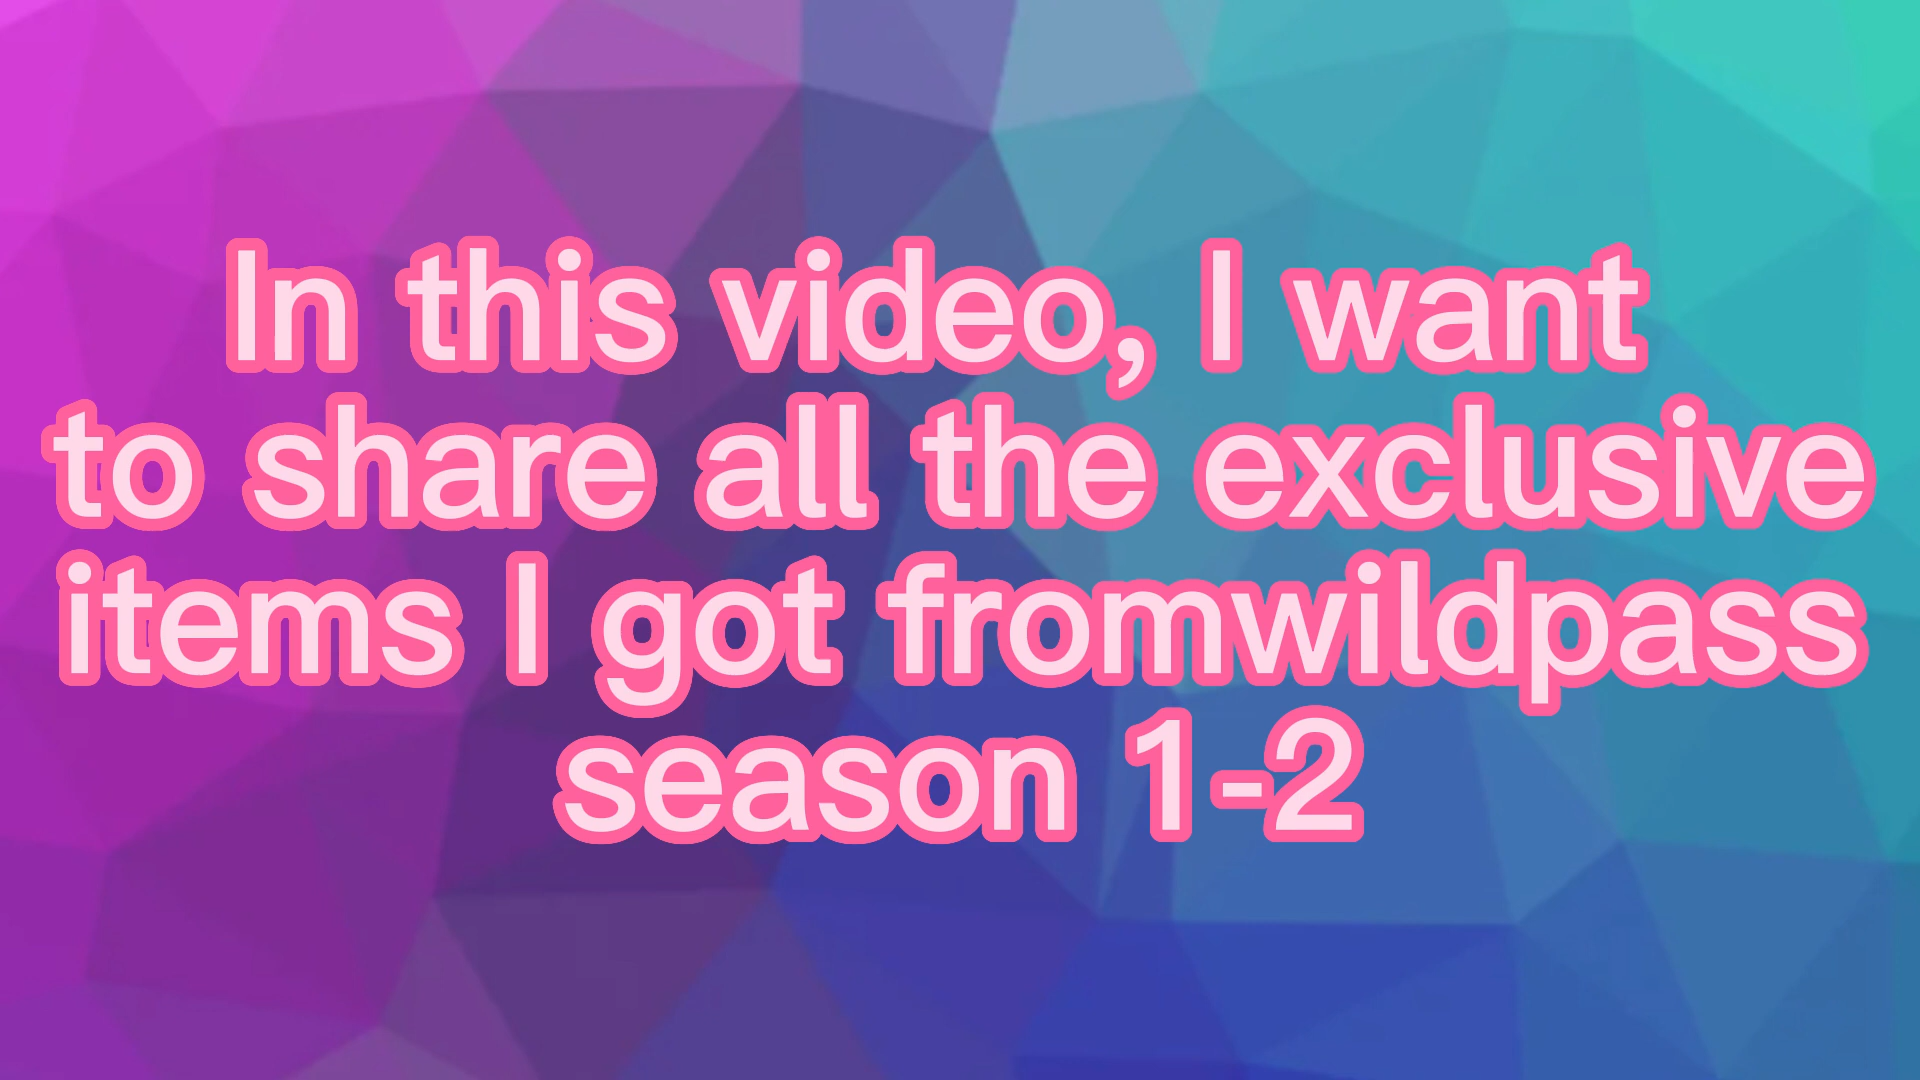 In this video, I want
to share all the exclusive
items I got fromwildpass
season 1-2